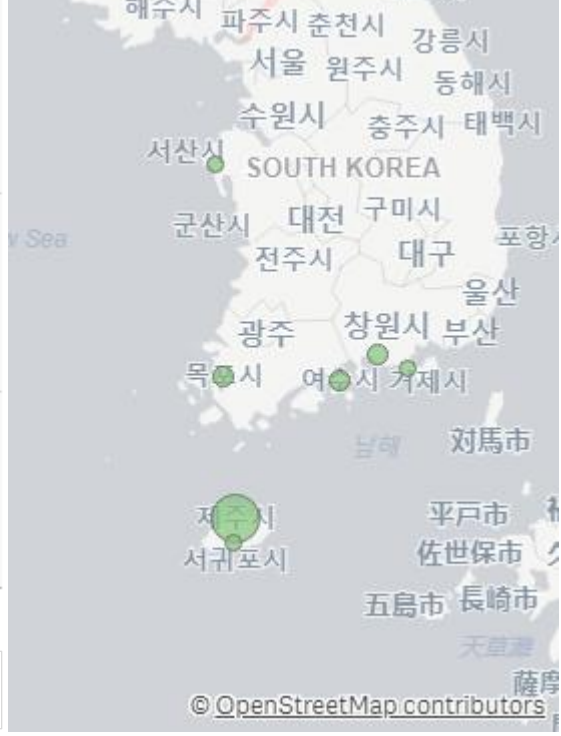 해주시
파주시 춘천시
강릉시
서울 원주시
동해시
수원시
충주시 태백시
서산시
SOUTH KOREA
구미시
군산시 대전
Sea
포항
전주시 대구
울산
광주 창원시 부산
목포시 여수시 거제시
남해 対馬市
제주시 平戸市
서귀포시 佐世保市
五島市 長崎市
天草灘
薩摩
© OpenStreetMap contributors